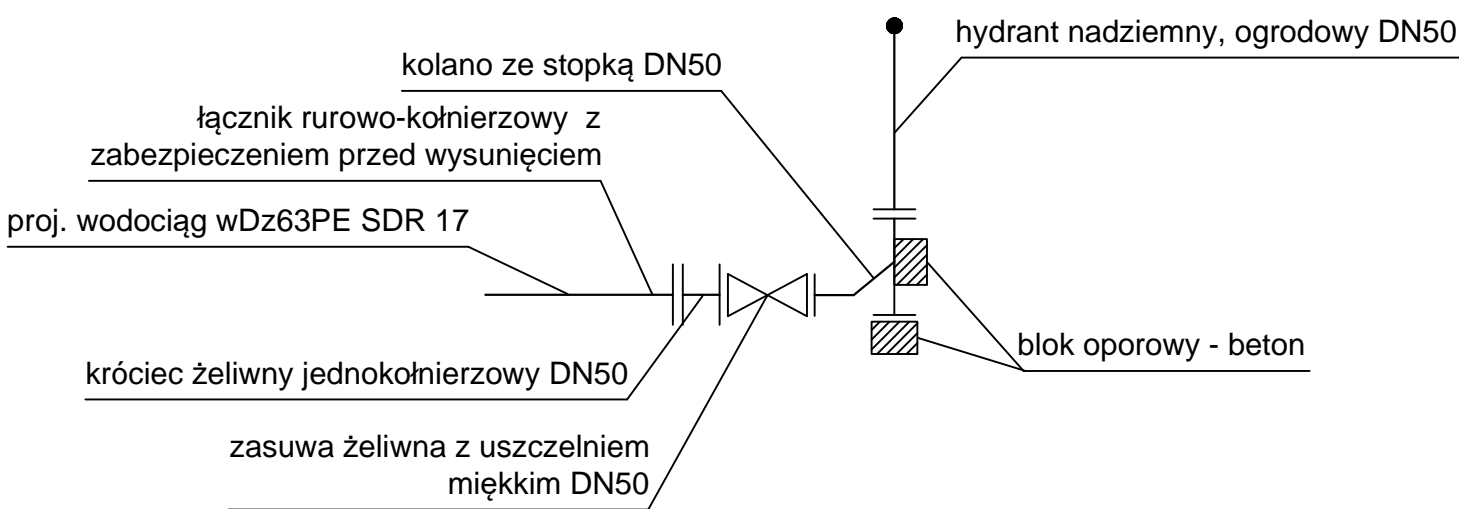 hydrant nadziemny, ogrodowy DN50
kolano ze stopką DN50
łącznik rurowo-kołnierzowy z
zabezpieczeniem przed wysunięciem
proj. wodociąg wDz63PE SDR 17
blok oporowy - beton
króciec żeliwny jednokołnierzowy DN50
zasuwa żeliwna z uszczelniem
miękkim DN50